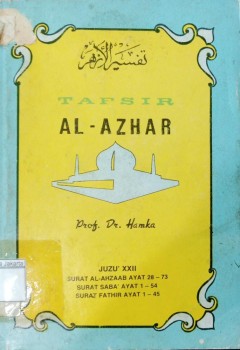 تفسير الأزهر
TAFSIR
AL-AZHAR
Prof. Dr. Hamka
JUZU' XXII
SURAT AL-AHZAAB AYAT 28 – 73
SURAT SABA' AYAT 1 – 54
SURAT FATHIR AYAT 1 – 45